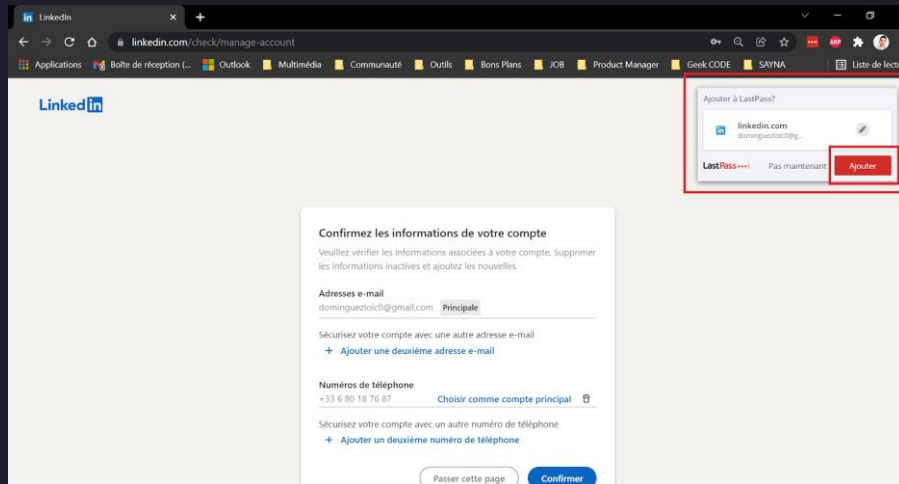 LinkedIn
linkedin.com/check/manage-account
Applications Boîte de réception (... Outlook Multimédia Communauté Outils Bons Plans JOB Product Manager Geek CODE SAYNA Liste de lectu
LinkedIn
Ajouter à LastPass?
linkedin.com
dominguezloic0@g...
LastPass Pas maintenant Ajouter
Confirmez les informations de votre compte
Veuillez vérifier les informations associées à votre compte. Supprimer
les informations inactives et ajoutez les nouvelles.
Adresses e-mail
dominguezloic0@gmail.com Principale
Sécurisez votre compte avec une autre adresse e-mail
+ Ajouter une deuxième adresse e-mail
Numéros de téléphone
+33 6 80 18 76 87 Choisir comme compte principal
Sécurisez votre compte avec un autre numéro de téléphone
+ Ajouter un deuxième numéro de téléphone
Passer cette page Confirmer